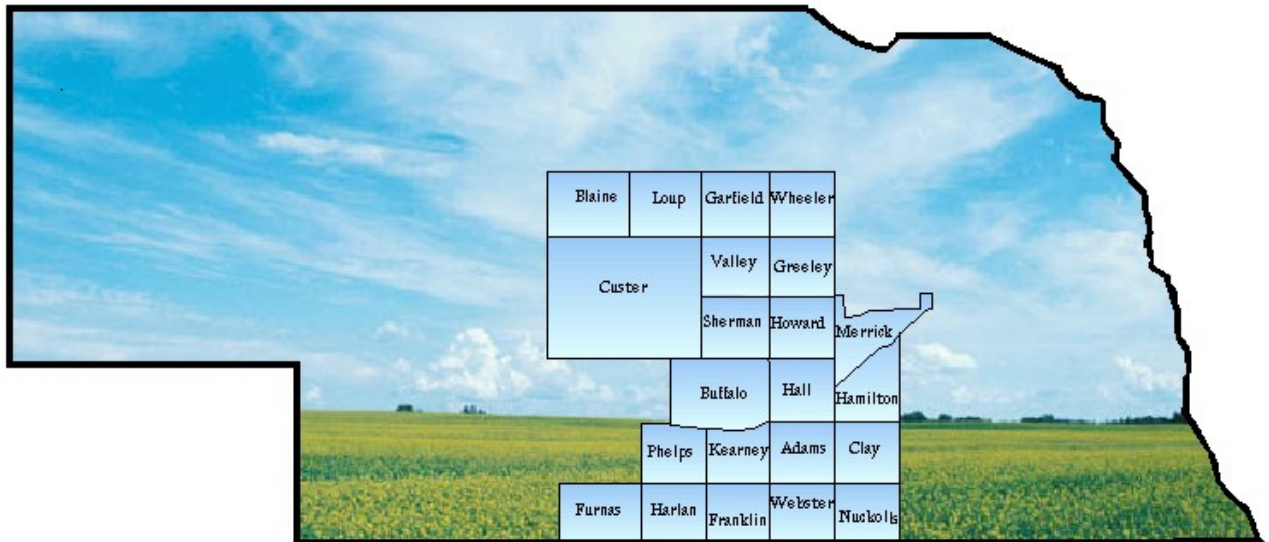 Blaine
Loup
Garfield
Wheeler
Custer
Valley
Greeley
Sherman
Howard
Merrick
Buffalo
Hall
Hamilton
Phelps
Kearney
Adams
Clay
Furnas
Harlan
Franklin
Webster
Nuckolls